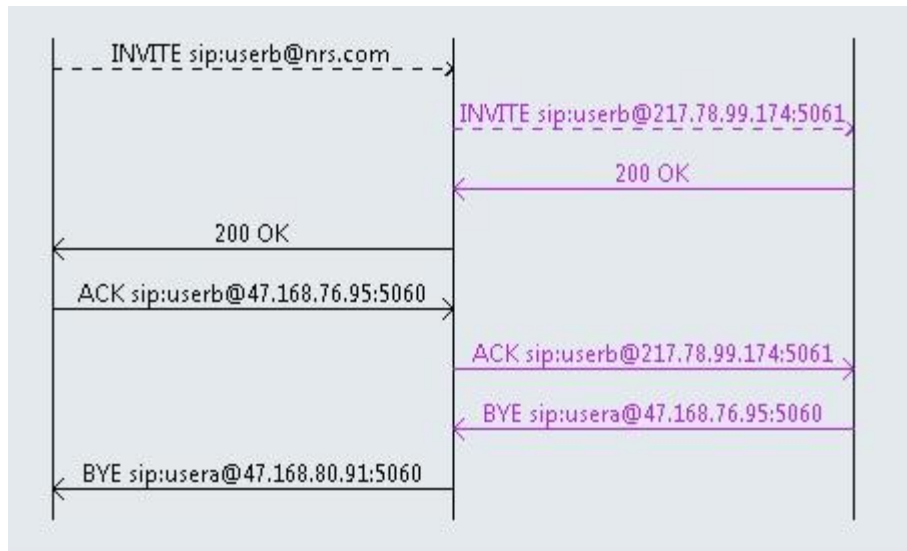 INVITE sip:userb@nrs.com
INVITE sip:userb@217.78.99.174:5061
200 OK
200 OK
ACK sip:userb@47.168.76.95:5060
ACK sip:userb@217.78.99.174:5061
BYE sip:usera@47.168.76.95:5060
BYE sip:usera@47.168.80.91:5060